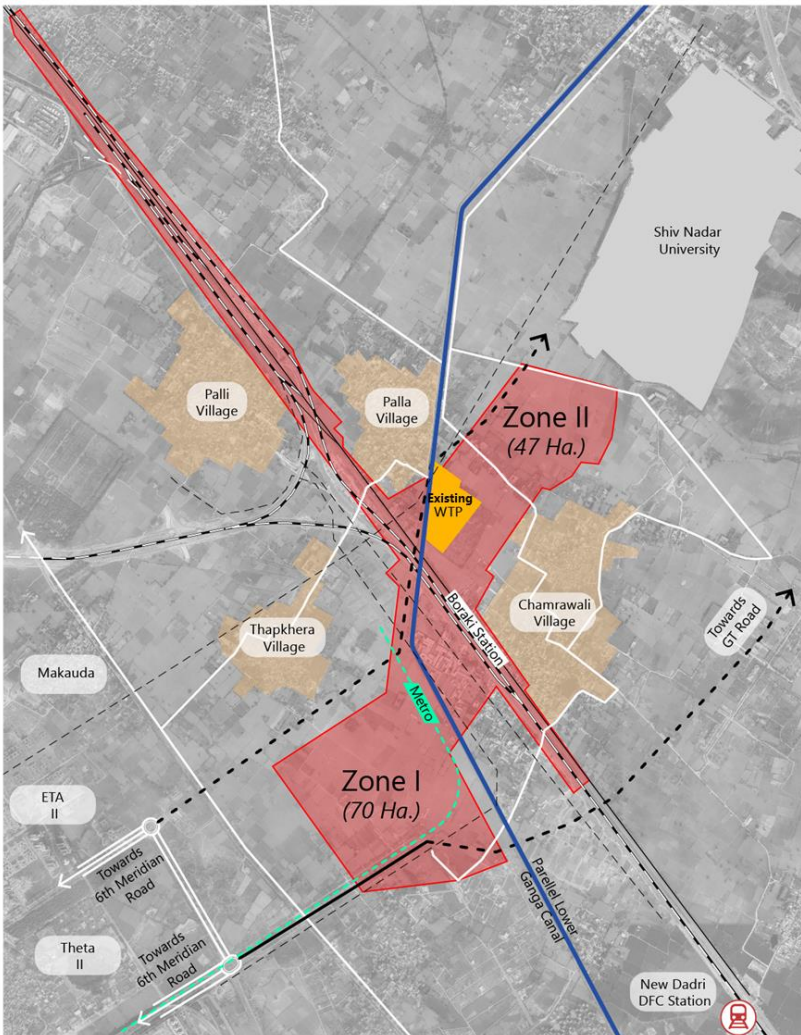 Shiv Nadar
University
Palli
Village
Palla
Village
Zone II
(47 Ha.)
Existing
WTP
Boraki Station
Chamrawali
Village
Thapkhera
Village
Towards
GT Road
Makauda
Metro
Zone I
(70 Ha.)
ETA
II
Towards
6th Meridian
Road
Parellel Lower
Ganga Canal
Theta
II
Towards
6th Meridian
Road
New Dadri
DFC Station